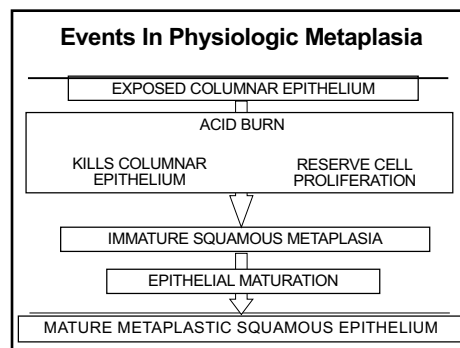 Events In Physiologic Metaplasia
EXPOSED COLUMNAR EPITHELIUM
ACID BURN
KILLS COLUMNAR
EPITHELIUM
RESERVE CELL
PROLIFERATION
IMMATURE SQUAMOUS METAPLASIA
EPITHELIAL MATURATION
MATURE METAPLASTIC SQUAMOUS EPITHELIUM